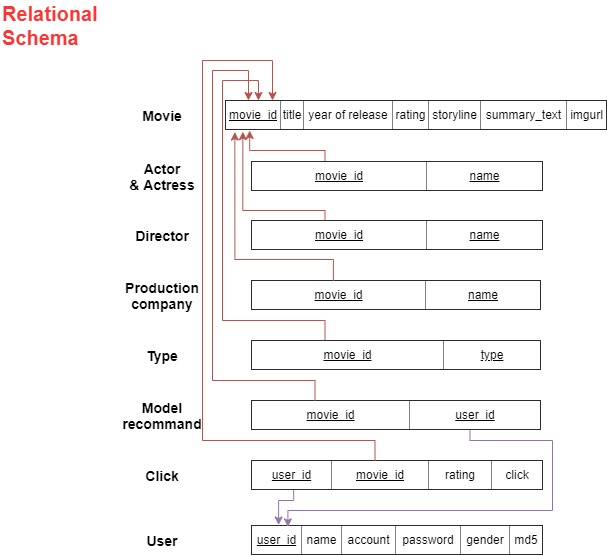 Relational
Schema
Movie
movie_id title year of release rating storyline summary_text imgurl
Actor
& Actress
movie_id name
Director
movie_id name
Production
company
movie_id name
Type
movie_id type
Model
recommand
movie_id user_id
Click
user_id movie_id rating click
User
user_id name account password gender md5